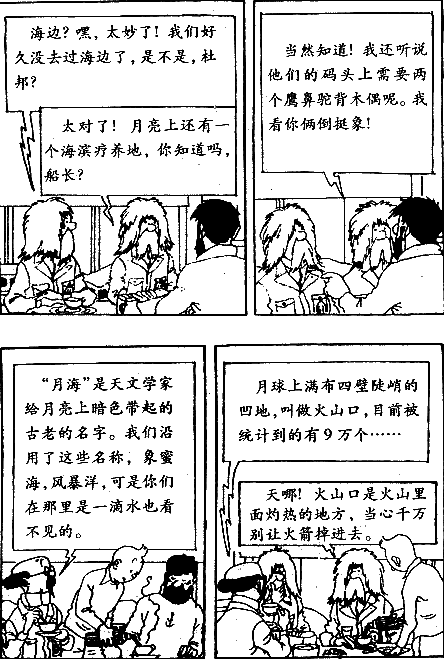 海边？嘿，太妙了！我们好
久没去过海边了，是不是，杜
邦？
太对了！月亮上还有一
个海滨疗养地，你知道吗，
船长？
当然知道！我还听说
他们的码头上需要两
个鹰鼻驼背木偶呢。我
看你俩倒挺象！
“月海”是天文学家
给月亮上暗色带起的
古老的名字。我们沿
用了这些名称，象蜜
海，风暴洋，可是你们
在那里是一滴水也看
不见的。
月球上满布四壁陡峭的
凹地，叫做火山口，目前被
统计到的有9万个……
天哪！火山口是火山里
面灼热的地方，当心千万
别让火箭掉进去。